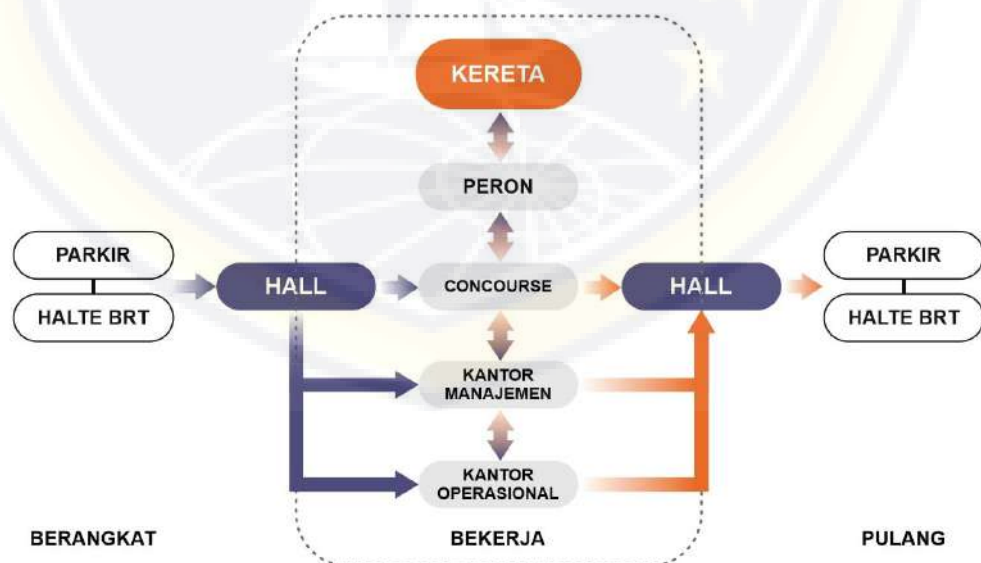 KERETA
PERON
PARKIR
HALTE BRT
HALL
CONCOURSE
HALL
PARKIR
HALTE BRT
KANTOR
MANAJEMEN
KANTOR
OPERASIONAL
BERANGKAT
BEKERJA
PULANG